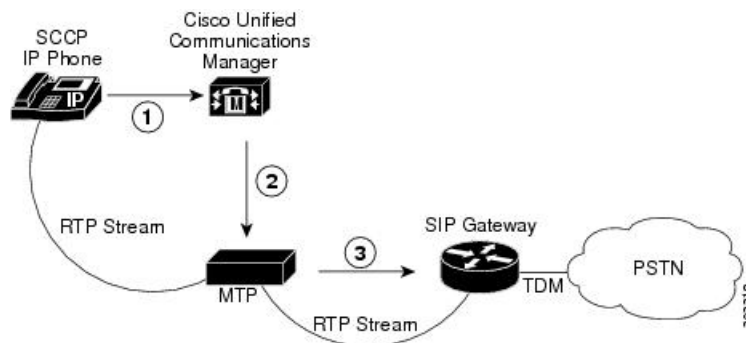 SCCP
IP Phone
Cisco Unified
Communications
Manager
IP
M
1
2
RTP Stream
3
SIP Gateway
MTP
TDM
PSTN
RTP Stream